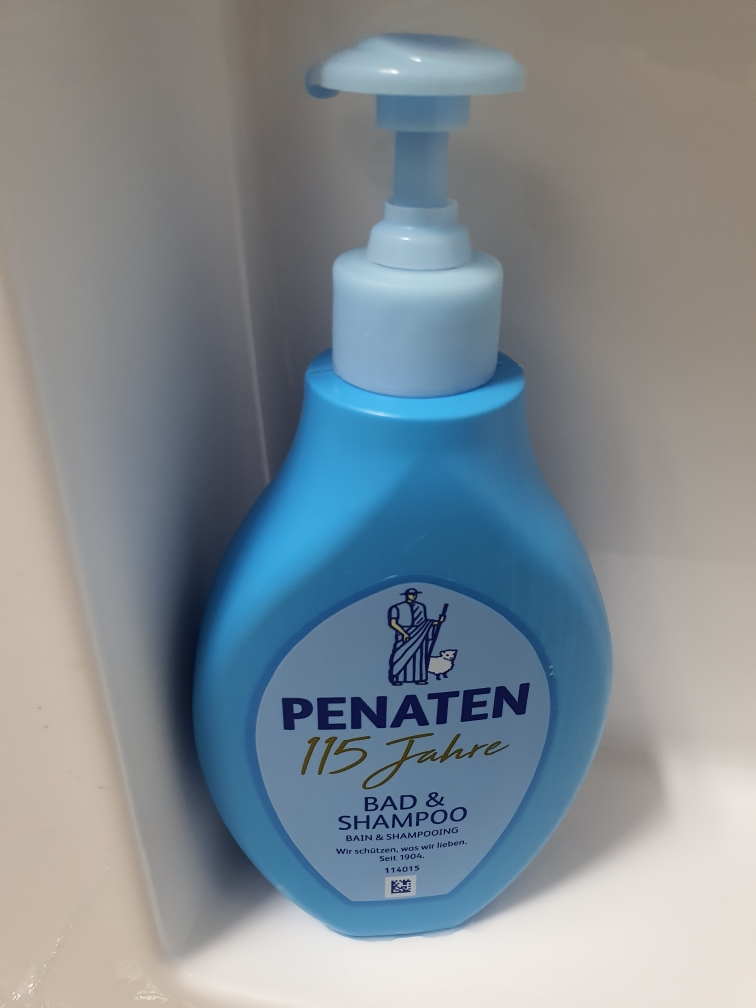 PENATEN
115 Jahre
BAD &
SHAMPOO
BAIN & SHAMPOOING
Wir schützen, was wir lieben.
Seit 1904.
114015